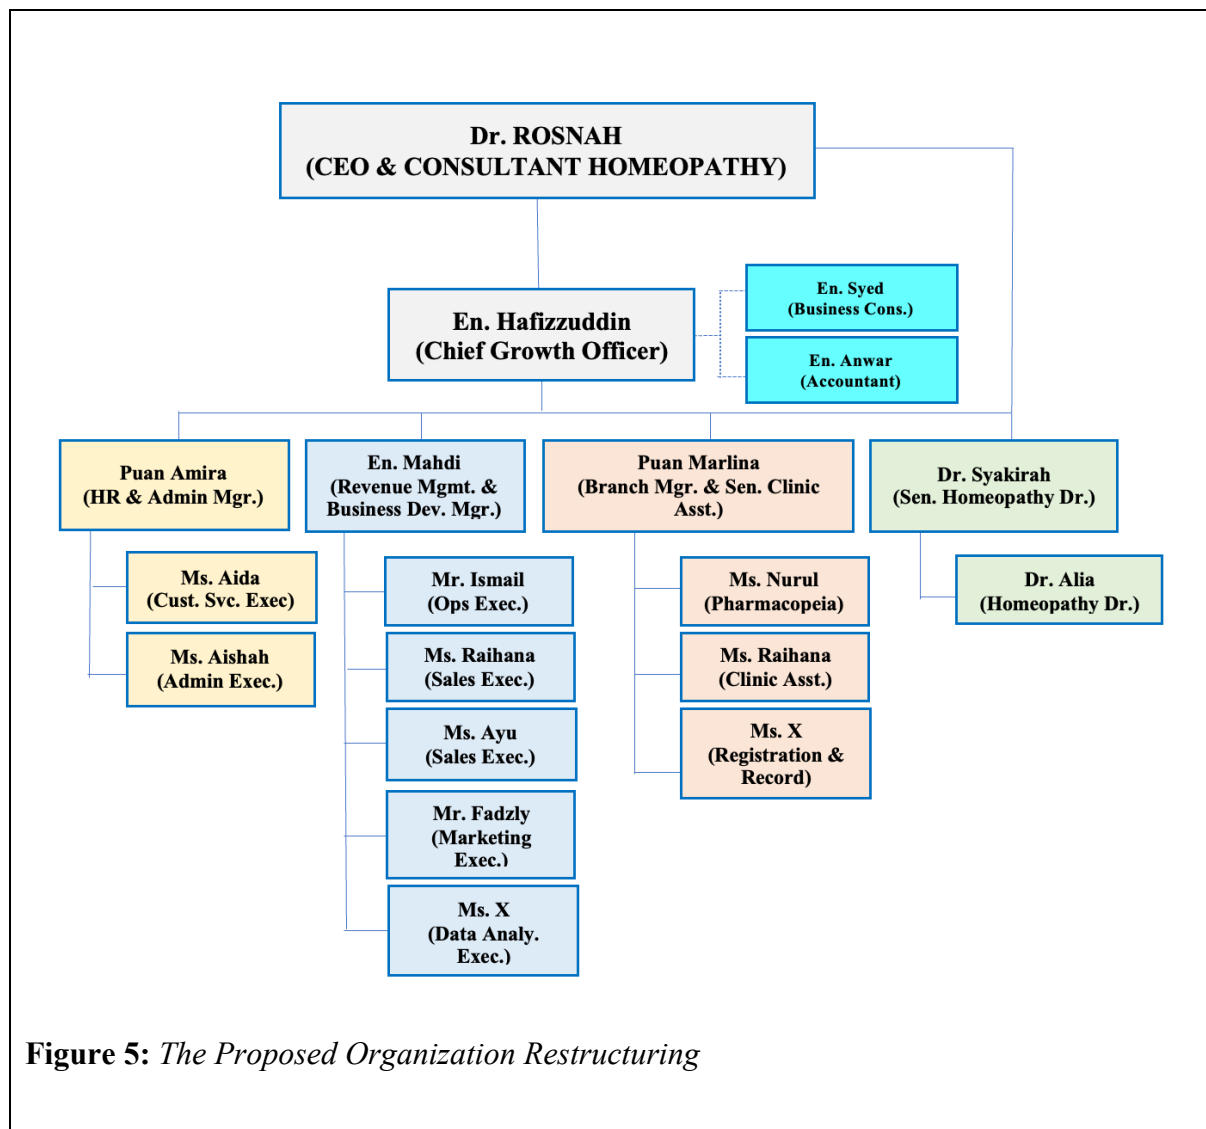 Dr. ROSNAH
(CEO & CONSULTANT HOMEOPATHY)
En. Hafizzuddin
(Chief Growth Officer)
En. Syed
(Business Cons.)
En. Anwar
(Accountant)
Puan Amira
(HR & Admin Mgr.)
Ms. Aida
(Cust. Svc. Exec)
Ms. Aishah
(Admin Exec.)
En. Mahdi
(Revenue Mgmt. &
Business Dev. Mgr.)
Mr. Ismail
(Ops Exec.)
Ms. Raihana
(Sales Exec.)
Ms. Ayu
(Sales Exec.)
Mr. Fadzly
(Marketing
Exec.)
Ms. X
(Data Analy.
Exec.)
Puan Marlina
(Branch Mgr. & Sen. Clinic
Asst.)
Ms. Nurul
(Pharmacopeia)
Ms. Raihana
(Clinic Asst.)
Ms. X
(Registration &
Record)
Dr. Syakirah
(Sen. Homeopathy Dr.)
Dr. Alia
(Homeopathy Dr.)
Figure 5: The Proposed Organization Restructuring